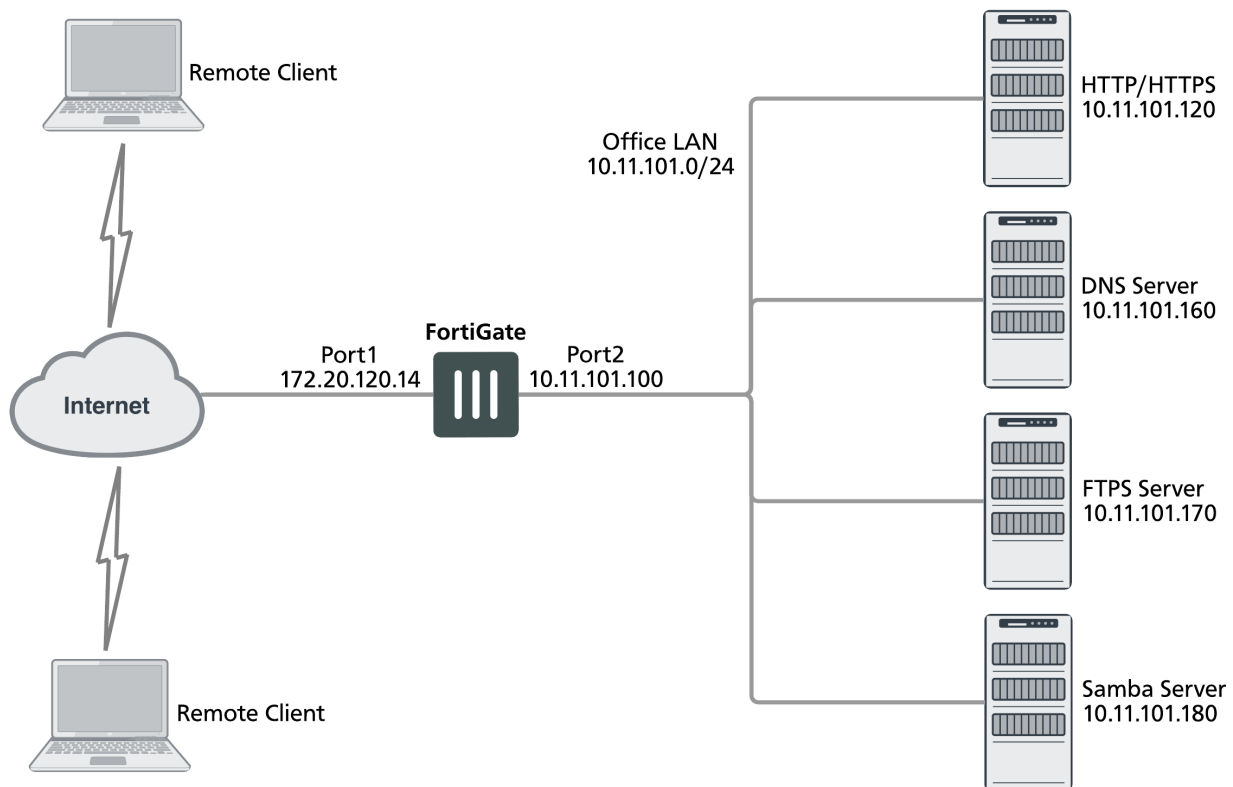 Remote Client
HTTP/HTTPS
10.11.101.120
Office LAN
10.11.101.0/24
DNS Server
10.11.101.160
FortiGate
Port1
172.20.120.14
Port2
10.11.101.100
Internet
FTPS Server
10.11.101.170
Samba Server
10.11.101.180
Remote Client